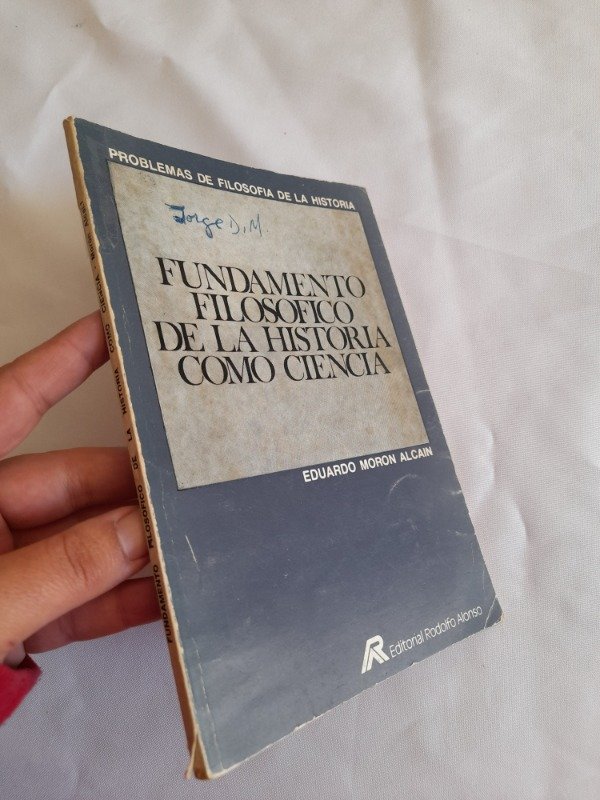 PROBLEMAS DE FILOSOFIA DE LA HISTORIA
Jorge D. M.
FUNDAMENTO
FILOSOFICO
DE LA HISTORIA
COMO CIENCIA
EDUARDO MORON ALCAIN
Editorial Rodolfo Alonso
FUNDAMENTO FILOSOFICO DE LA HISTORIA COMO CIENCIA -